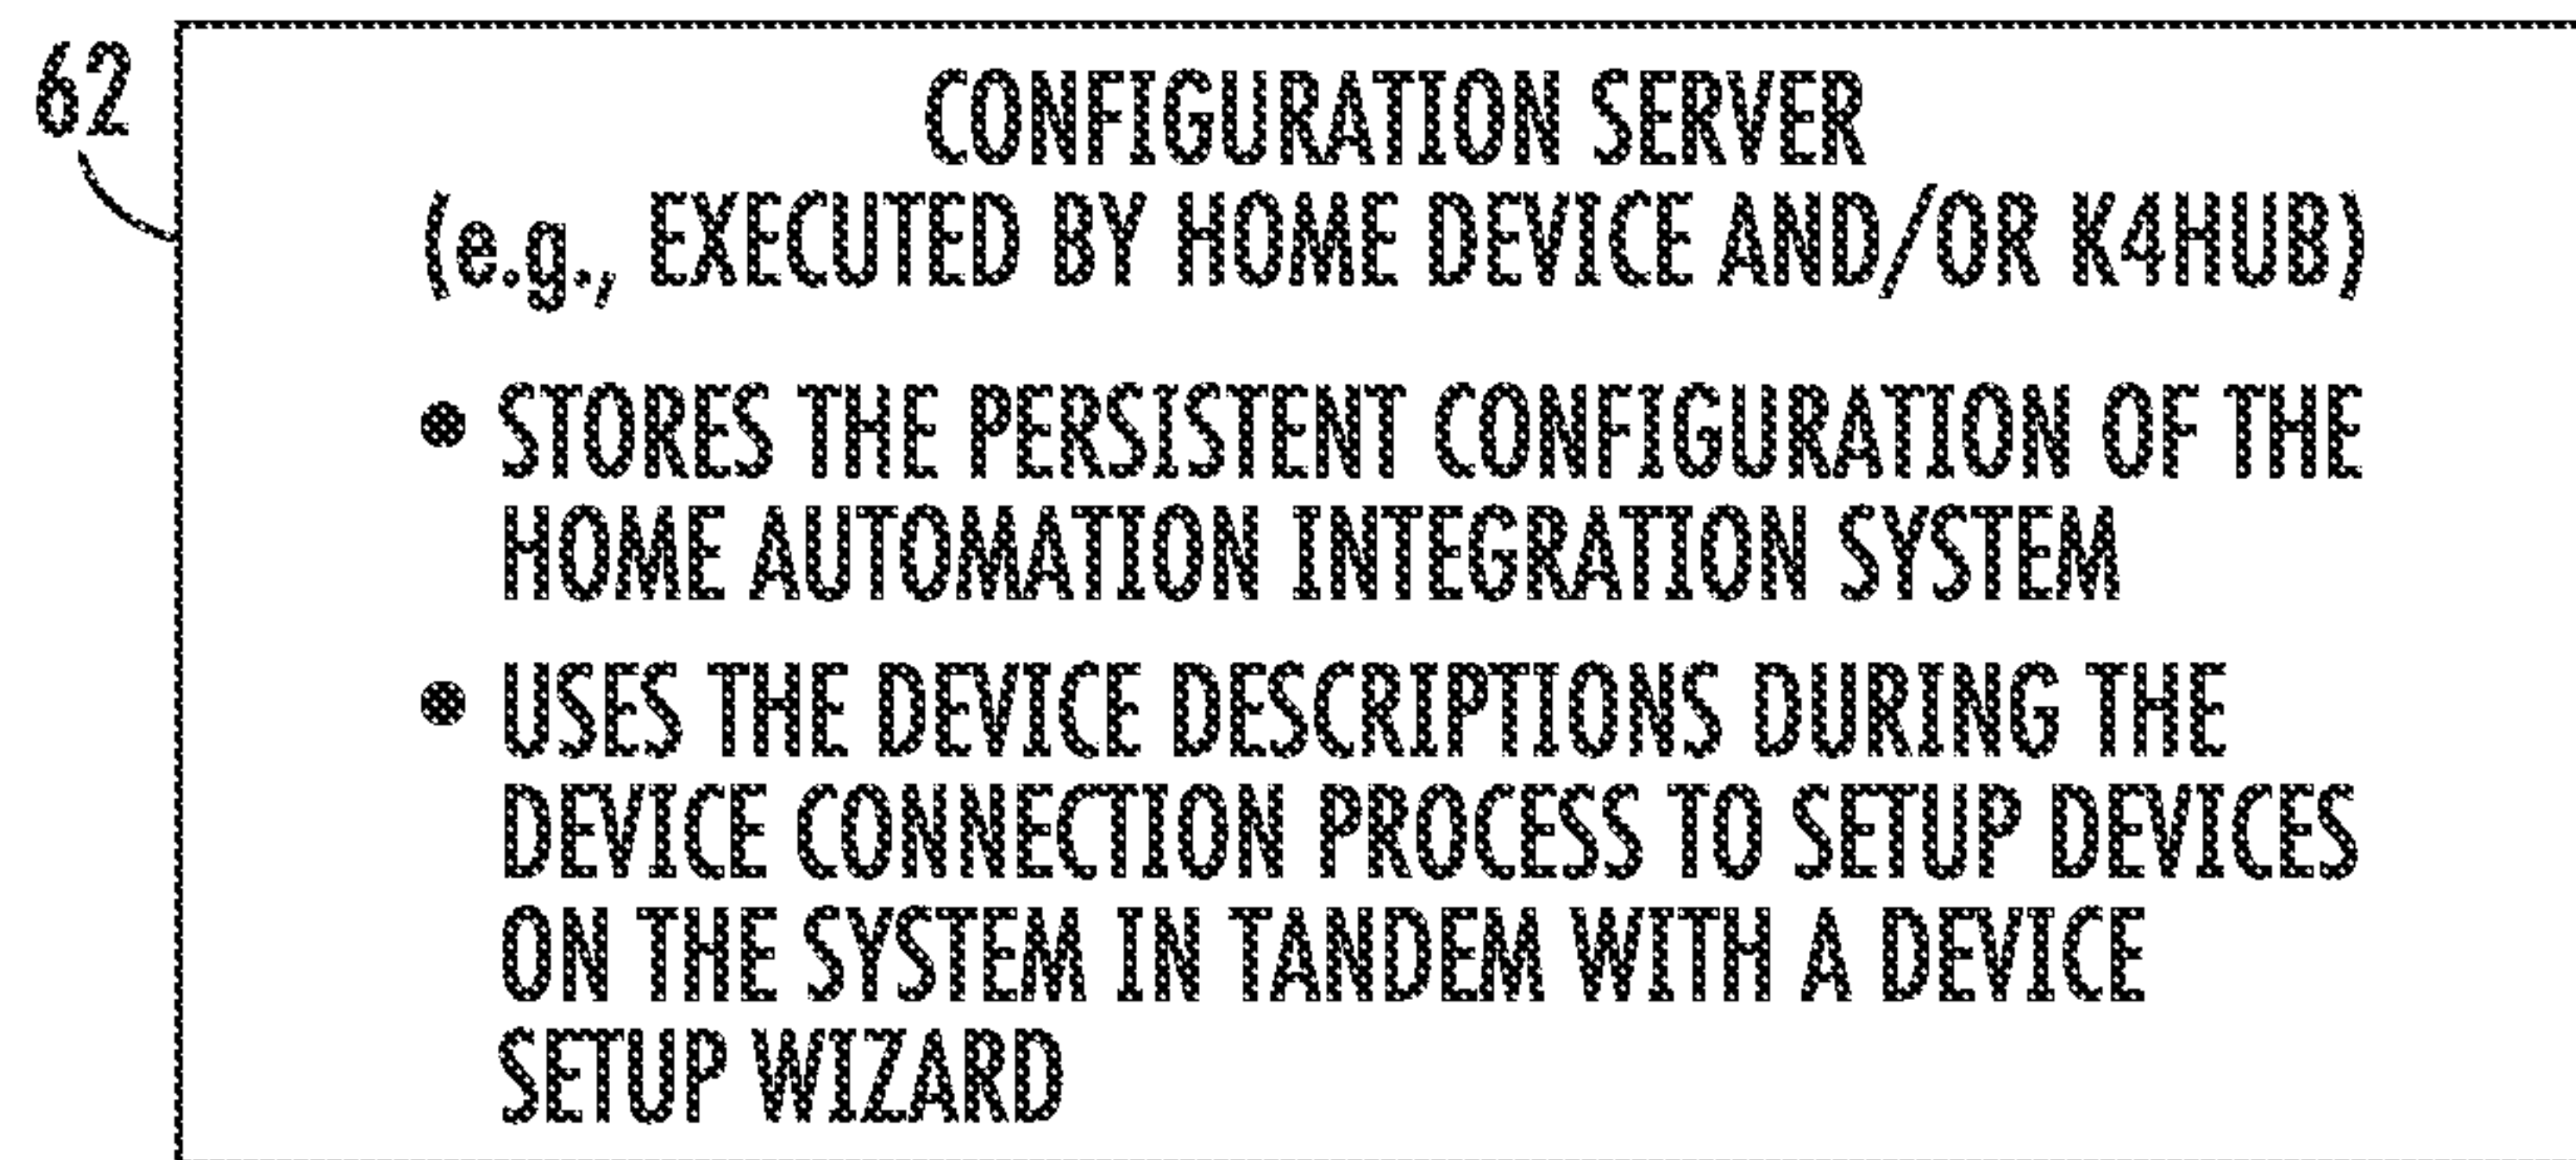 62
CONFIGURATION SERVER
(e.g., EXECUTED BY HOME DEVICE AND/OR K4HUB)
• STORES THE PERSISTENT CONFIGURATION OF THE
HOME AUTOMATION INTEGRATION SYSTEM
• USES THE DEVICE DESCRIPTIONS DURING THE
DEVICE CONNECTION PROCESS TO SETUP DEVICES
ON THE SYSTEM IN TANDEM WITH A DEVICE
SETUP WIZARD